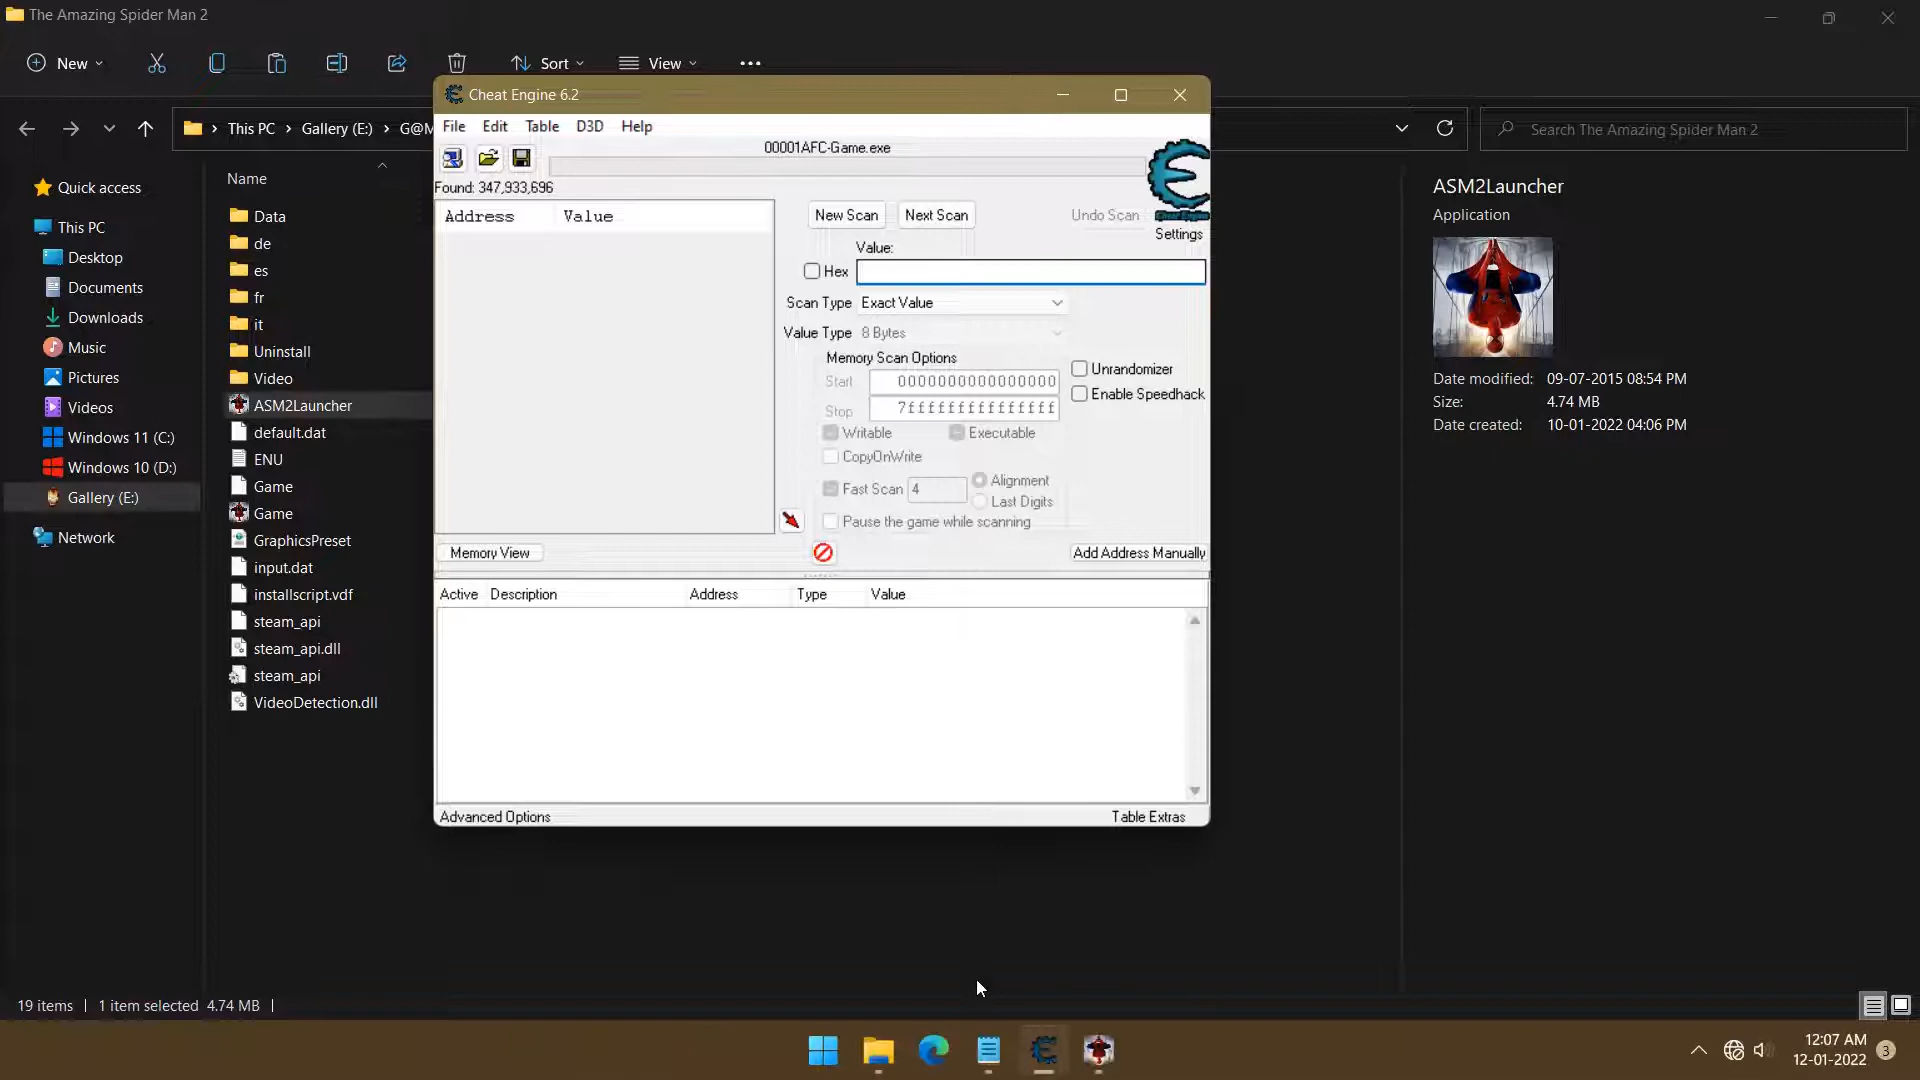 The Amazing Spider Man 2
New
Sort
View
This PC
Gallery (E:)
G@M
Search The Amazing Spider Man 2
Quick access
This PC
Desktop
Documents
Downloads
Music
Pictures
Videos
Windows 11 (C:)
Windows 10 (D:)
Gallery (E:)
Network
Name
Data
de
es
fr
it
Uninstall
Video
ASM2Launcher
default.dat
ENU
Game
Game
GraphicsPreset
input.dat
installscript.vdf
steam_api
steam_api.dll
steam_api
VideoDetection.dll
Cheat Engine 6.2
File Edit Table D3D Help
00001AFC-Game.exe
Found: 347,933,696
Address Value
New Scan Next Scan Undo Scan
Cheat Engine
Settings
Value:
Hex
Scan Type Exact Value
Value Type 8 Bytes
Memory Scan Options
Start 0000000000000000
Stop 7fffffffffffffff
Unrandomizer
Enable Speedhack
Writable Executable
CopyOnWrite
Fast Scan 4
Alignment
Last Digits
Pause the game while scanning
Memory View
Add Address Manually
Active Description Address Type Value
Advanced Options Table Extras
ASM2Launcher
Application
Date modified: 09-07-2015 08:54 PM
Size: 4.74 MB
Date created: 10-01-2022 04:06 PM
19 items 1 item selected 4.74 MB
12:07 AM
12-01-2022
3